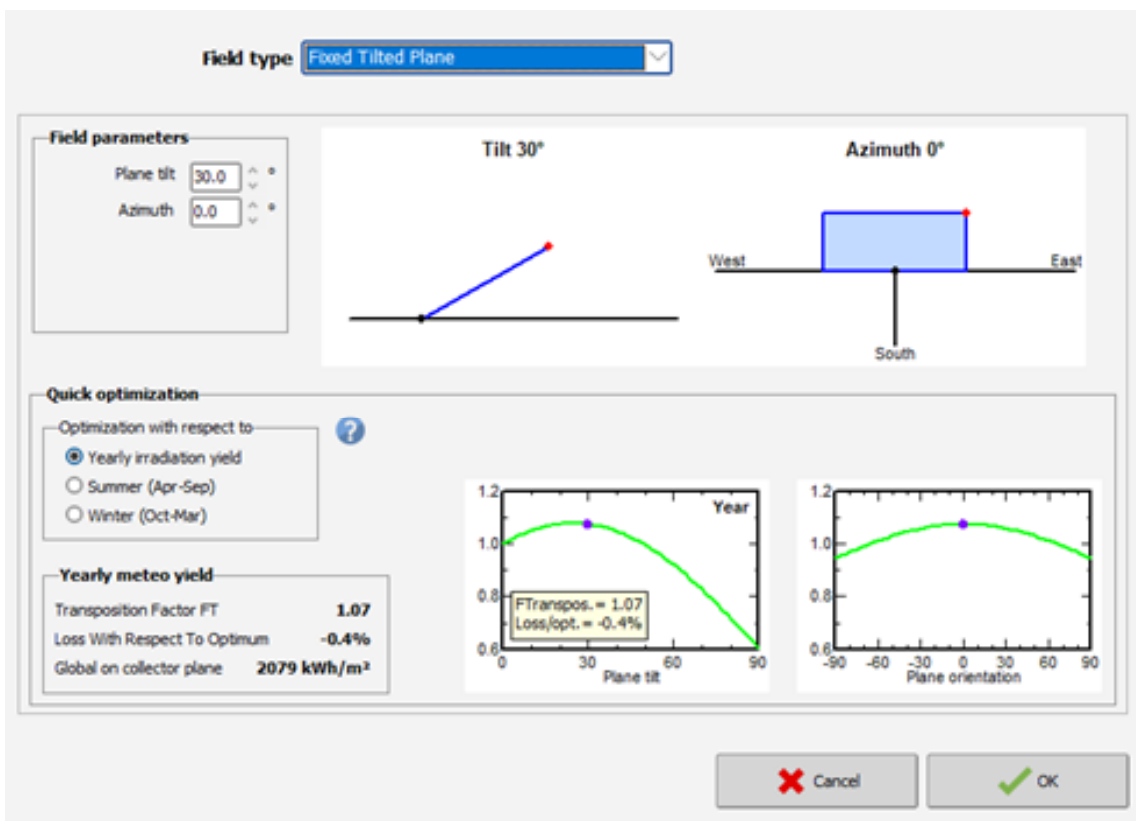 Field type Fixed Tilted Plane
Field parameters
Plane tilt 30.0 °
Azimuth 0.0 °
Tilt 30°
Azimuth 0°
West East
South
Quick optimization
Optimization with respect to
Yearly irradiation yield
Summer (Apr-Sep)
Winter (Oct-Mar)
?
Yearly meteo yield
Transposition Factor FT 1.07
Loss With Respect To Optimum -0.4%
Global on collector plane 2079 kWh/m²
1.2
1.0
0.8
0.6
Year
FTranspos. = 1.07
Loss/opt. = -0.4%
0 30 60 90
Plane tilt
1.2
1.0
0.8
0.6
-90 -60 -30 0 30 60 90
Plane orientation
Cancel
OK